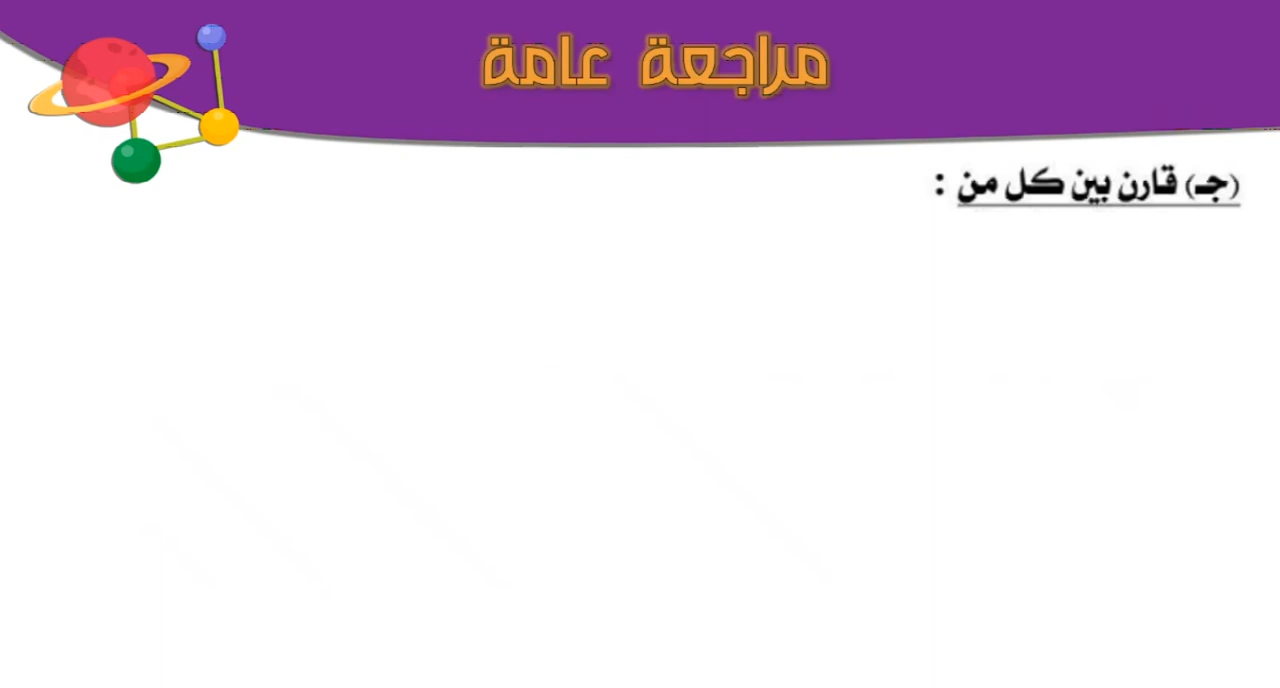 مراجعة عامة
(جـ) قارن بين كل من :